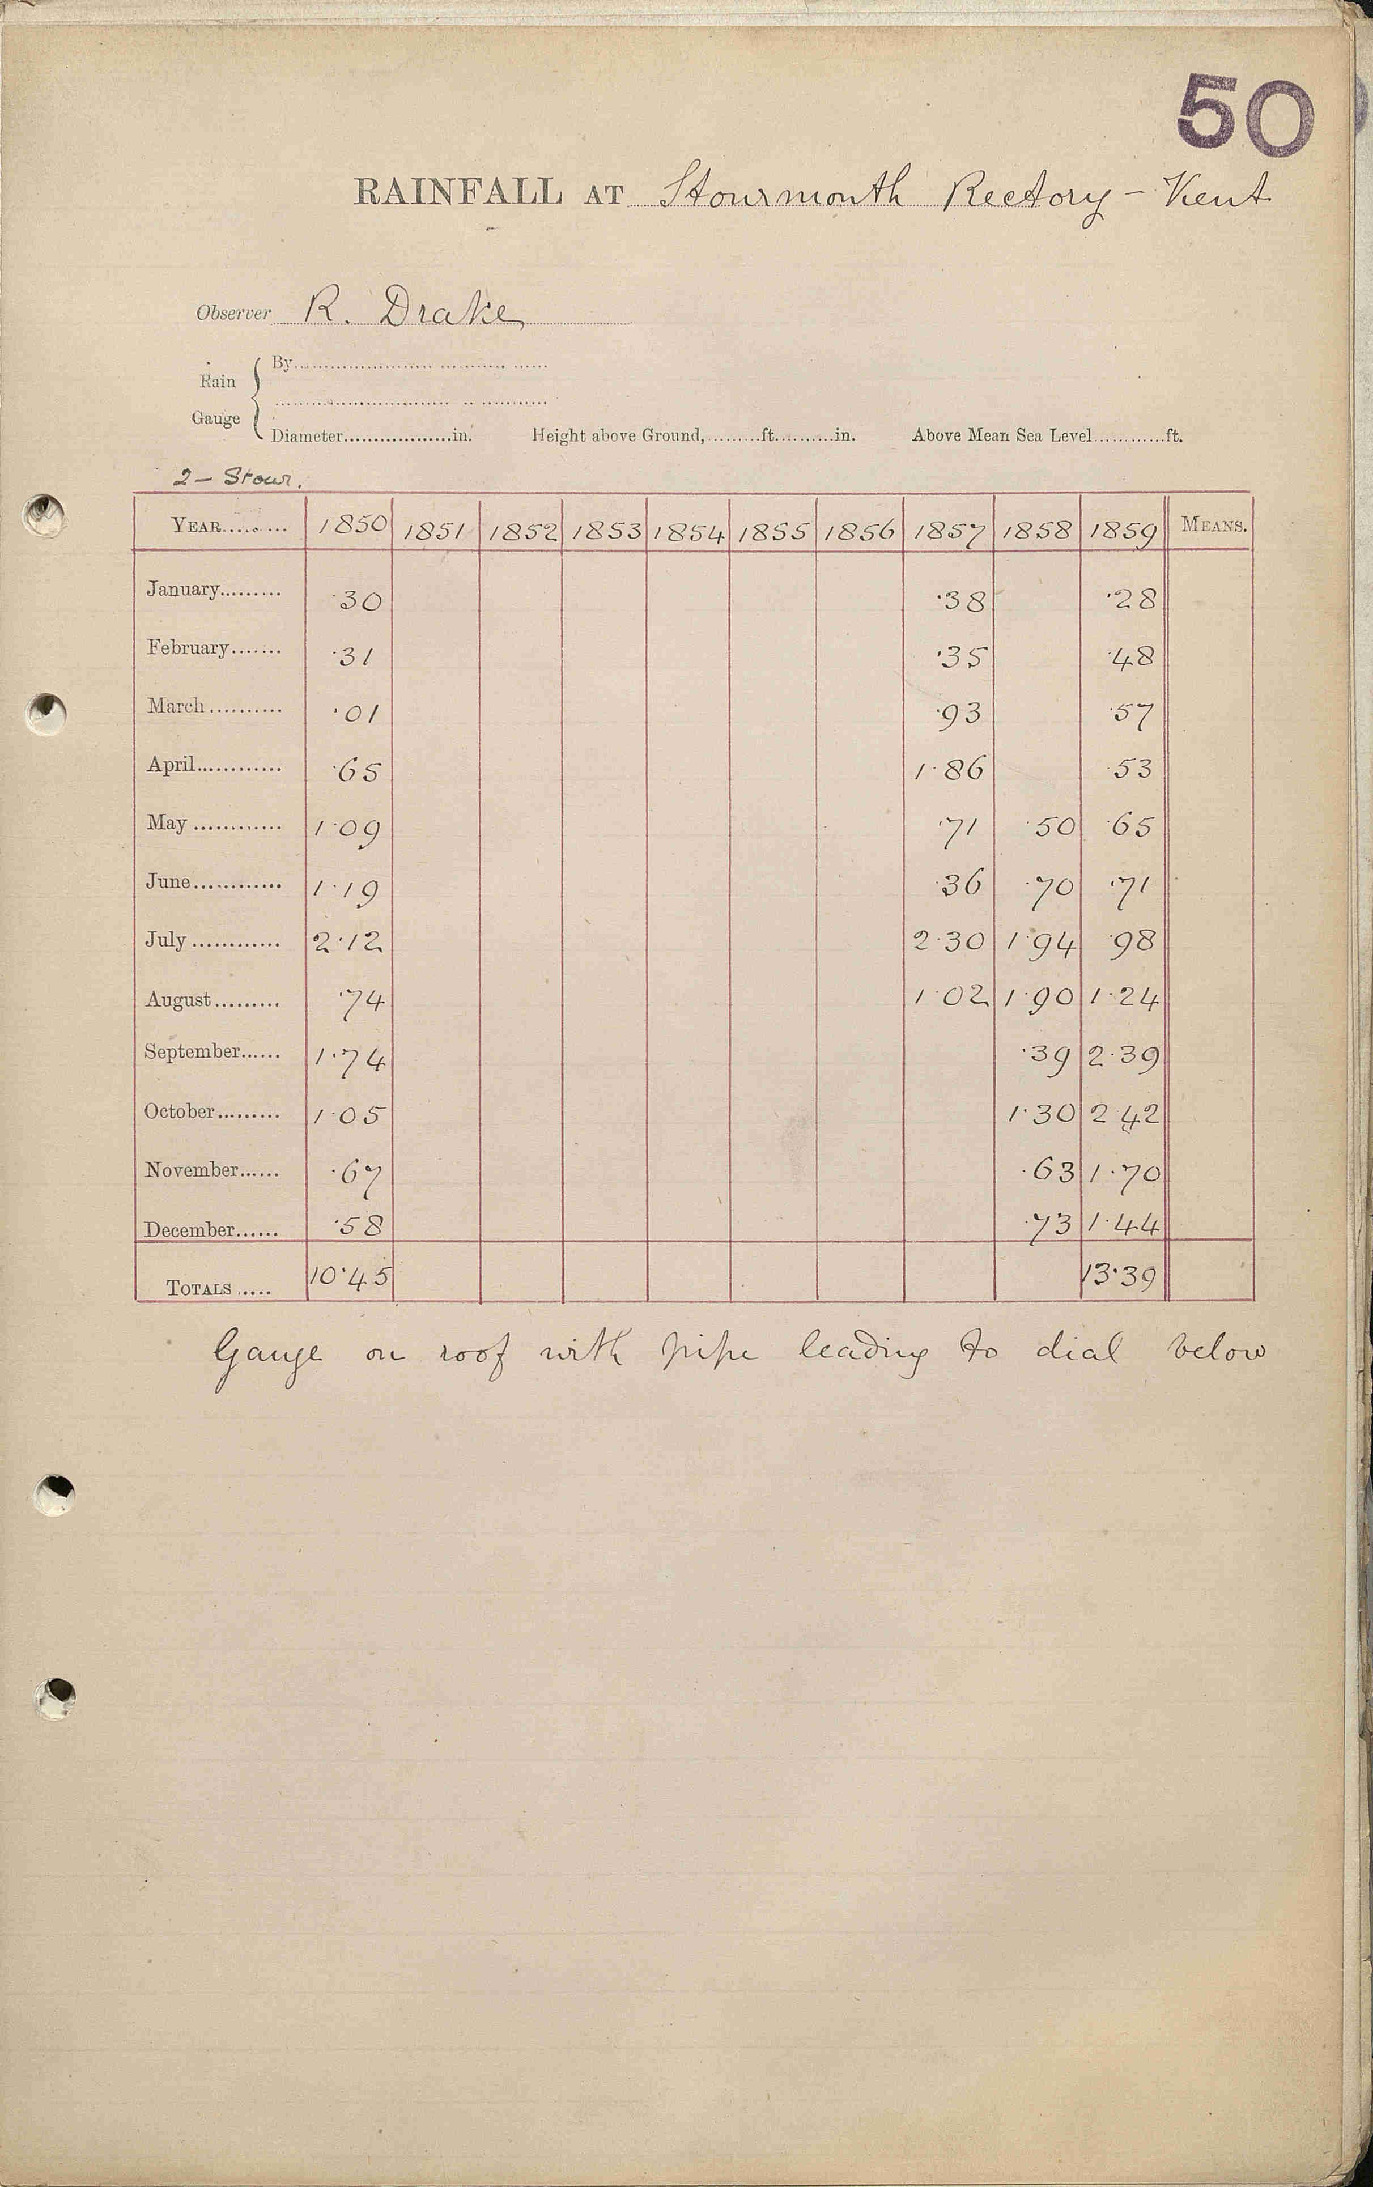 50
RAINFALL AT Stourmonth Rectory - Kent
Observer R. Drake
Rain Gauge { By
Diameter in. Height above Ground, ft. in. Above Mean Sea Level ft.
2 - Stour.
YEAR 1850 1851 1852 1853 1854 1855 1856 1857 1858 1859 MEANS.
January ·30 ·38 ·28
February ·31 ·35 ·48
March ·01 ·93 ·57
April ·65 1·86 ·53
May 1·09 ·71 ·50 ·65
June 1·19 ·36 ·70 ·71
July 2·12 2·30 1·94 ·98
August ·74 1·02 1·90 1·24
September 1·74 ·39 2·39
October 1·05 1·30 2·42
November ·67 ·63 1·70
December ·58 ·73 1·44
TOTALS 10·45 13·39
Gauge on roof with pipe leading to dial below